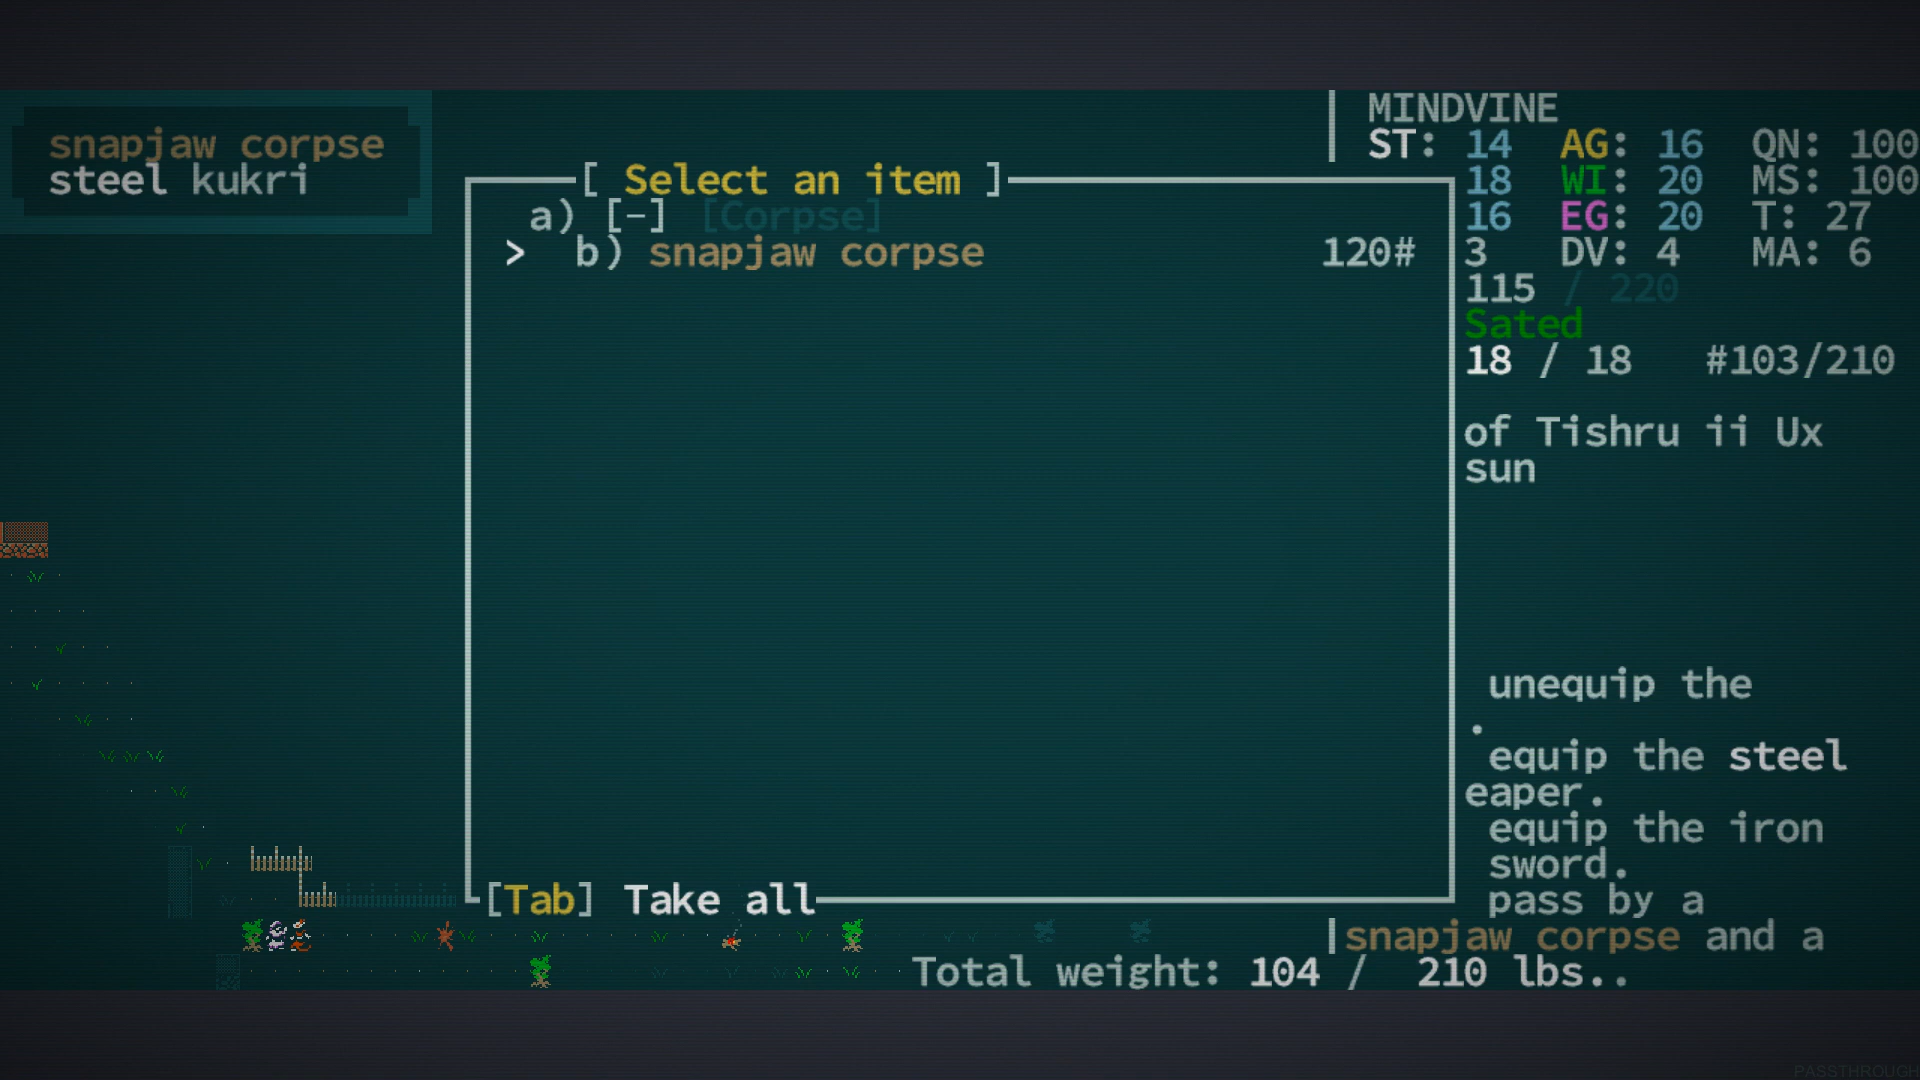 MINDVINE
snapjaw corpse
steel kukri
ST: 14 AG: 16 QN: 100
18 WI: 20 MS: 100
16 EG: 20 T: 27
3 DV: 4 MA: 6
115 / 220
Sated
18 / 18 #103/210
of Tishru ii Ux
sun
[ Select an item ]
a) [-] [Corpse]
> b) snapjaw corpse 120#
unequip the
.
equip the steel
eaper.
equip the iron
sword.
pass by a
snapjaw corpse and a
[Tab] Take all
Total weight: 104 / 210 lbs..
PASSTHROUGH